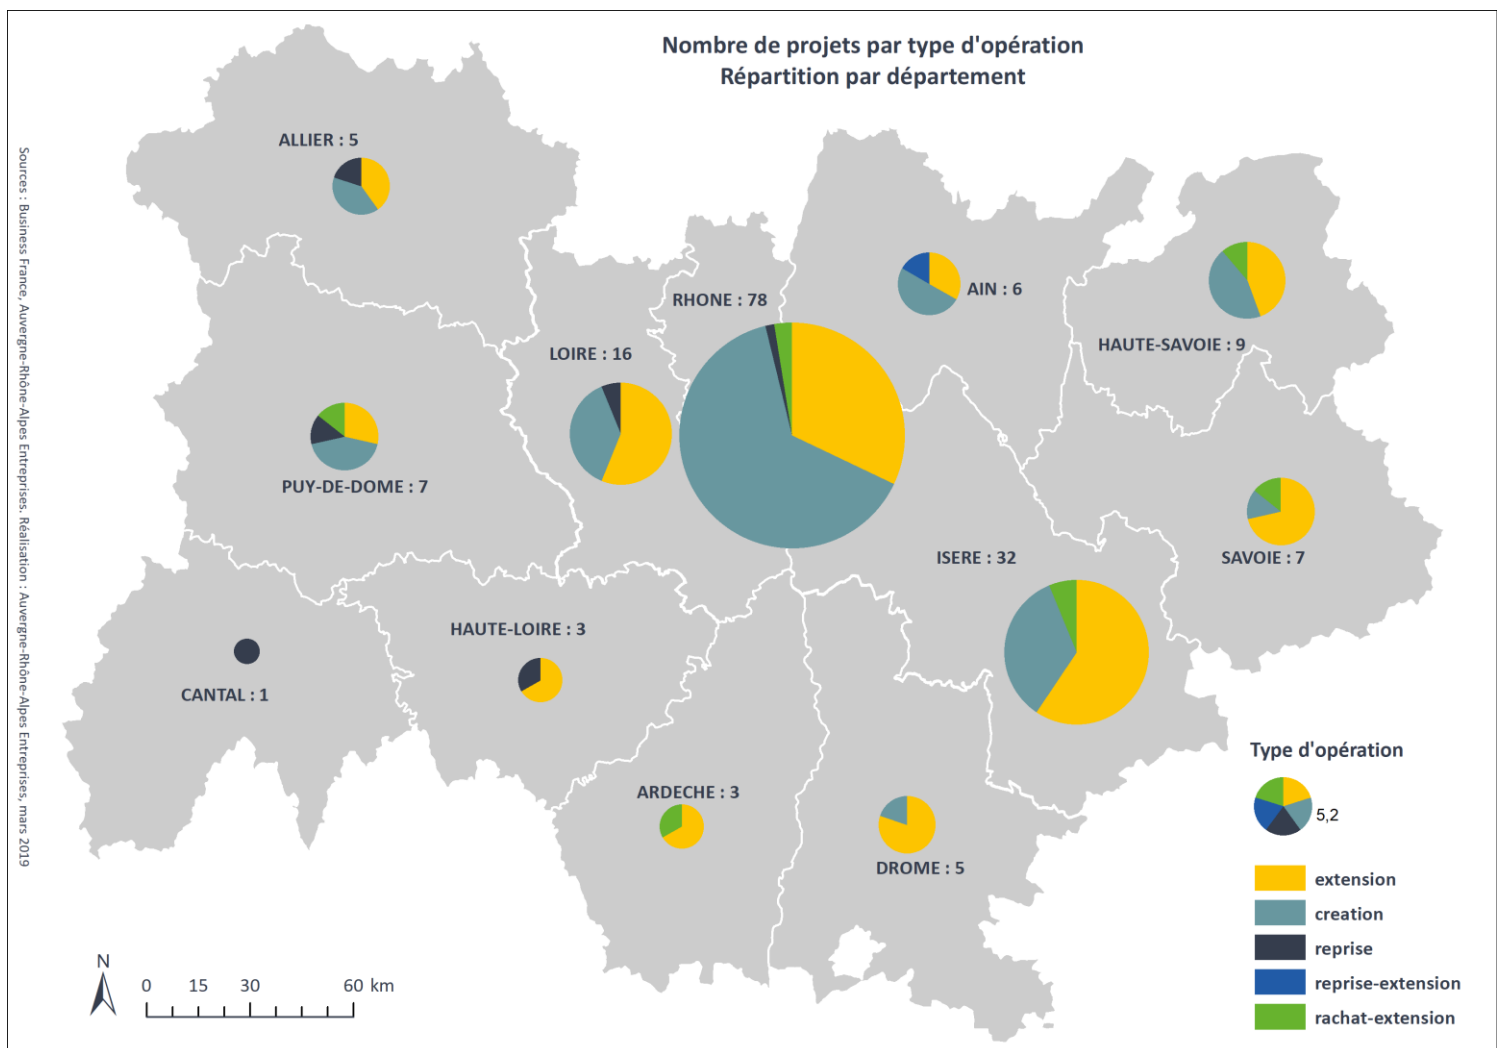 Nombre de projets par type d'opération
Répartition par département
ALLIER : 5
RHONE : 78
AIN : 6
HAUTE-SAVOIE : 9
LOIRE : 16
PUY-DE-DOME : 7
ISERE : 32
SAVOIE : 7
HAUTE-LOIRE : 3
CANTAL : 1
ARDECHE : 3
DROME : 5
Sources : Business France, Auvergne-Rhône-Alpes Entreprises. Réalisation : Auvergne-Rhône-Alpes Entreprises, mars 2019
Type d'opération
5,2
extension
creation
reprise
reprise-extension
rachat-extension
N
0 15 30 60 km